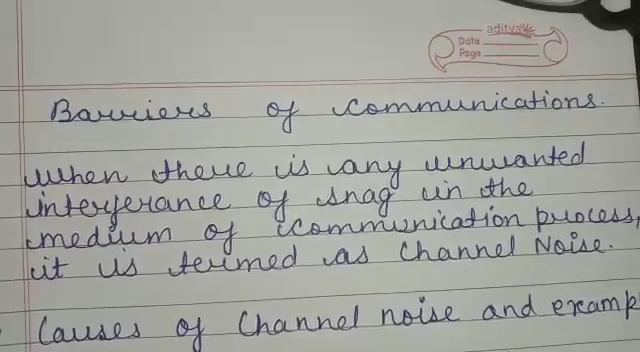 aditya
Date
Page
Barriers of communications.
when there is any unwanted
interferance of snag in the
medium of communication process,
it is termed as Channel Noise.
Causes of Channel noise and examp